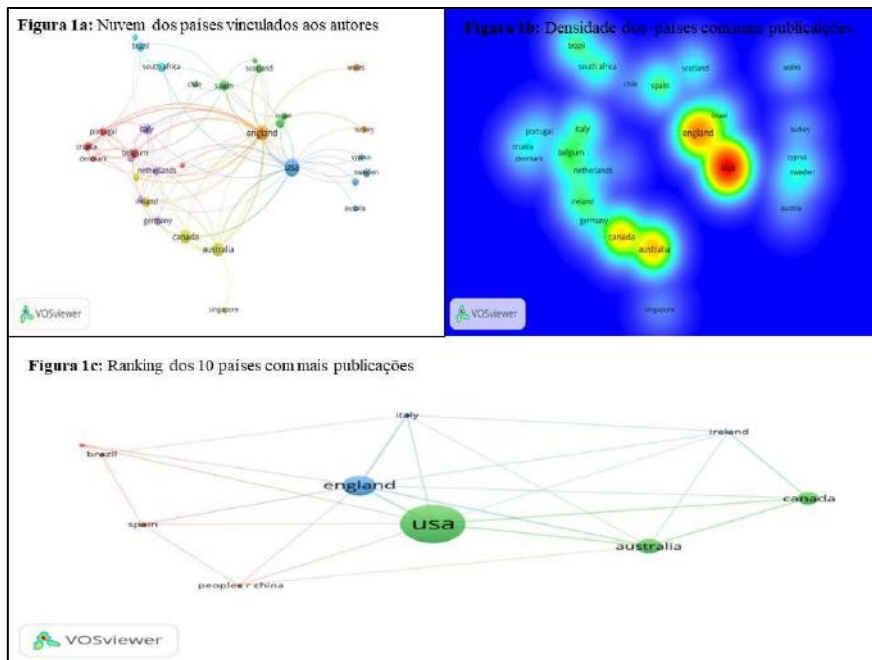 Figura 1a: Nuvem dos países vinculados aos autores
brazil
south africa
scotland
chile
spain
wales
israel
england
turkey
portugal
italy
croatia
denmark
belgium
netherlands
usa
cyprus
sweden
ireland
austria
germany
canada
australia
singapore
VOSviewer
Figura 1b: Densidade dos países com mais publicações
brazil
south africa
scotland
chile
spain
wales
israel
england
turkey
portugal
italy
croatia
denmark
belgium
netherlands
usa
cyprus
sweden
ireland
austria
germany
canada
australia
singapore
VOSviewer
Figura 1c: Ranking dos 10 países com mais publicações
italy
ireland
brazil
england
canada
usa
spain
australia
peoples r china
VOSviewer